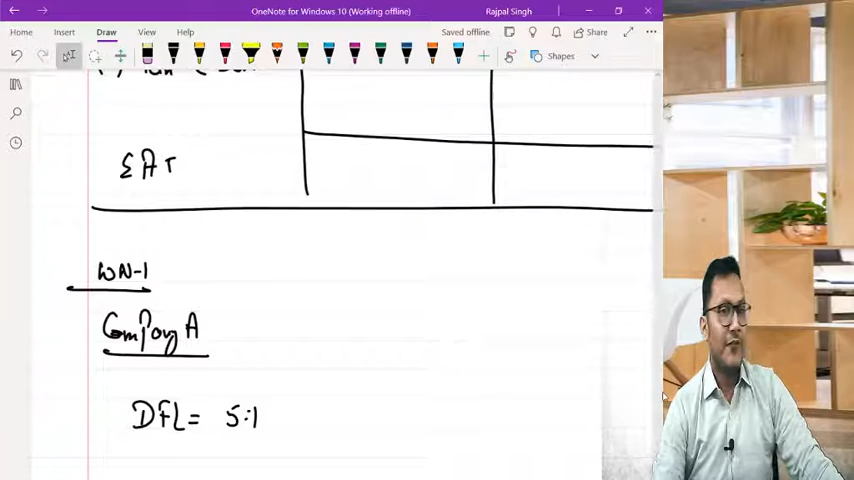 OneNote for Windows 10 (Working offline)
Rajpal Singh
Home
Insert
Draw
View
Help
Saved offline
Share
Shapes
EAT
WN-1
Company A
DFL = 5:1